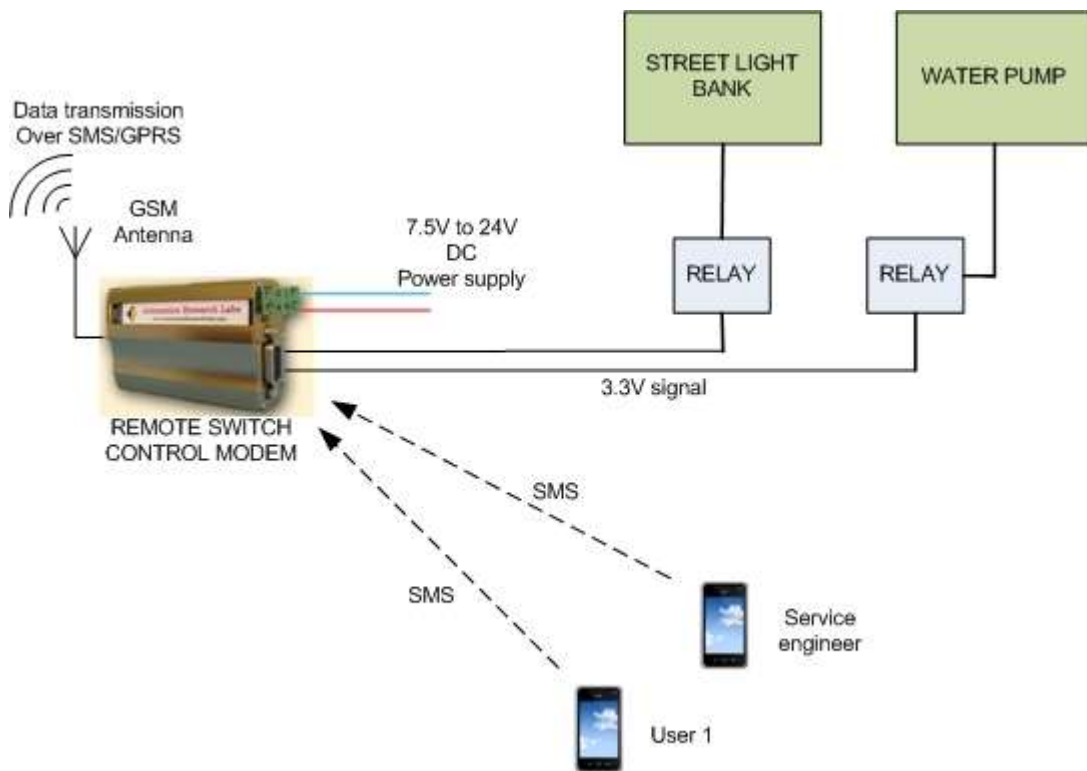 STREET LIGHT
BANK
WATER PUMP
Data transmission
Over SMS/GPRS
GSM
Antenna
7.5V to 24V
DC
Power supply
RELAY
RELAY
3.3V signal
REMOTE SWITCH
CONTROL MODEM
SMS
SMS
Service
engineer
User 1